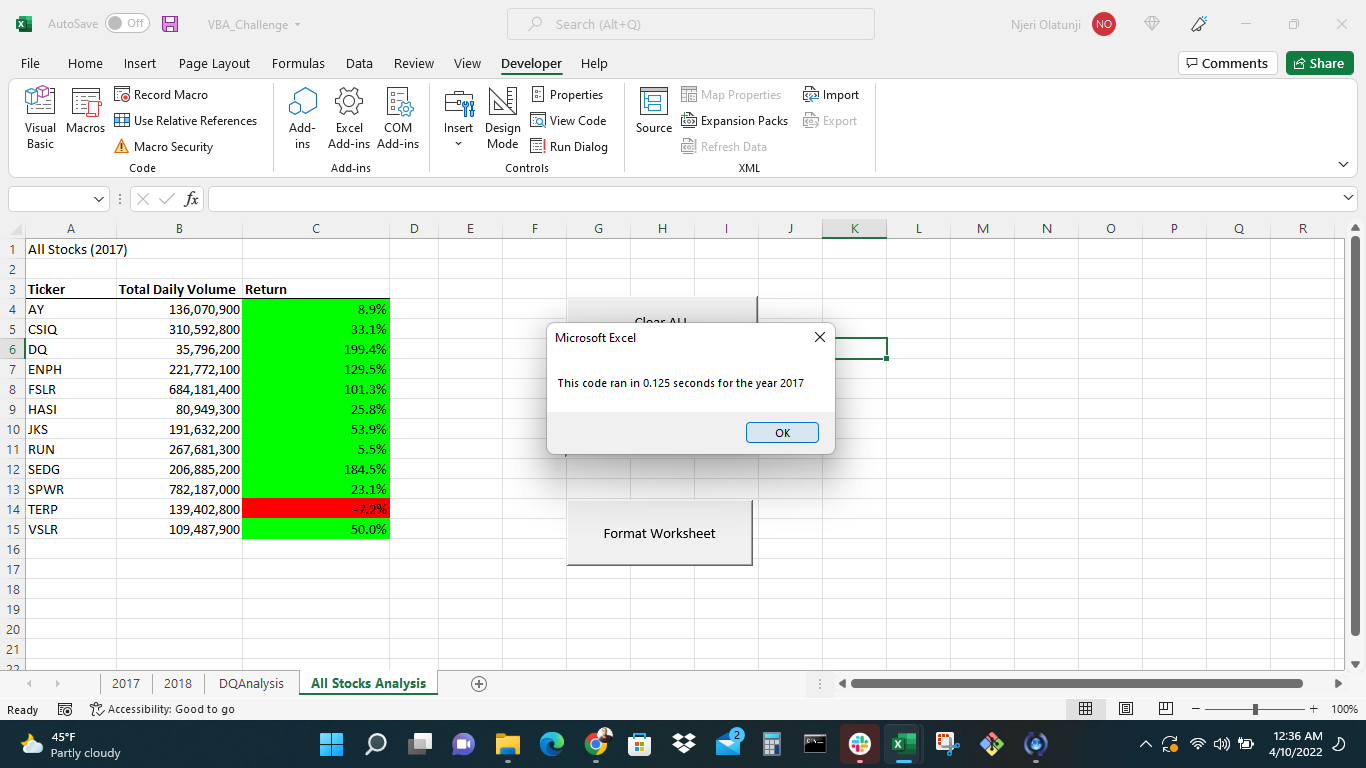 AutoSave Off VBA_Challenge Search (Alt+Q) Njeri Olatunji NO
File Home Insert Page Layout Formulas Data Review View Developer Help Comments Share
Visual Basic Macros Record Macro Use Relative References Macro Security Code
Add-ins Excel Add-ins COM Add-ins Add-ins
Insert Design Mode Properties View Code Run Dialog Controls
Source Map Properties Expansion Packs Refresh Data Import Export XML
fx
A B C D E F G H I J K L M N O P Q R
1 All Stocks (2017)
2
3 Ticker Total Daily Volume Return
4 AY 136,070,900 8.9%
5 CSIQ 310,592,800 33.1%
6 DQ 35,796,200 199.4%
7 ENPH 221,772,100 129.5%
8 FSLR 684,181,400 101.3%
9 HASI 80,949,300 25.8%
10 JKS 191,632,200 53.9%
11 RUN 267,681,300 5.5%
12 SEDG 206,885,200 184.5%
13 SPWR 782,187,000 23.1%
14 TERP 139,402,800 -7.2%
15 VSLR 109,487,900 50.0%
16
17
18
19
20
21
22
Microsoft Excel
This code ran in 0.125 seconds for the year 2017
OK
Format Worksheet
2017 2018 DQAnalysis All Stocks Analysis
Ready Accessibility: Good to go 100%
45°F
Partly cloudy
2
12:36 AM
4/10/2022